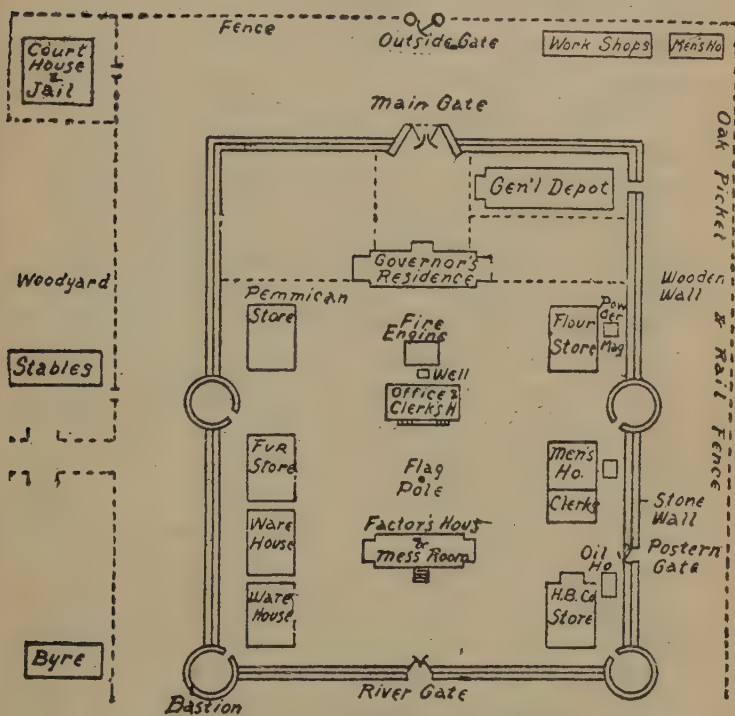 Fence
Outside Gate
Court
House
&
Jail
Work Shops
Men's Ho
Main Gate
Oak Picket & Rail Fence
Gen'l Depot
Governor's
Residence
Woodyard
Wooden
Wall
Pemmican
Store
Fire
Engine
Flour
Store
Pow
der
Mag
Well
Stables
Office &
Clerk's H
Fur
Store
Flag
Pole
Men's
Ho.
Clerks
Stone
Wall
Ware
House
Factor's Hous
&
Mess Room
Oil
Ho
Postern
Gate
Ware
House
H.B.Co
Store
Byre
Bastion
River Gate